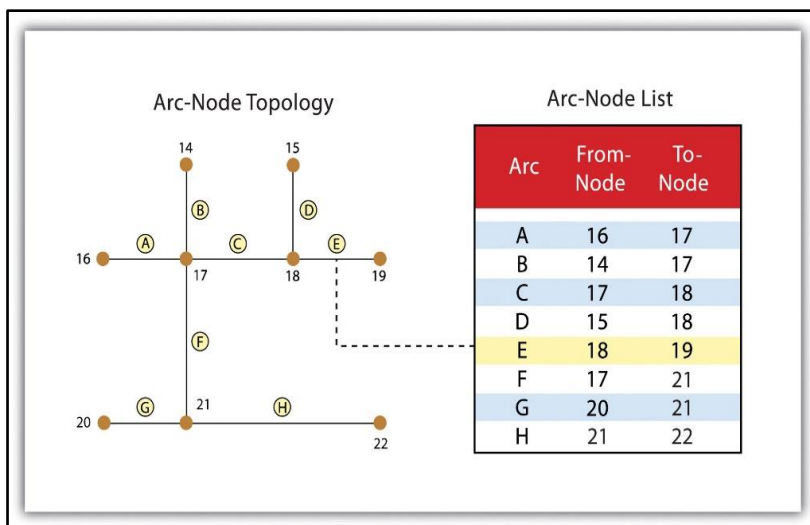 Arc-Node Topology
14
15
B
D
A
C
E
16
17
18
19
F
G
21
H
20
22
Arc-Node List
Arc From-Node To-Node
A 16 17
B 14 17
C 17 18
D 15 18
E 18 19
F 17 21
G 20 21
H 21 22